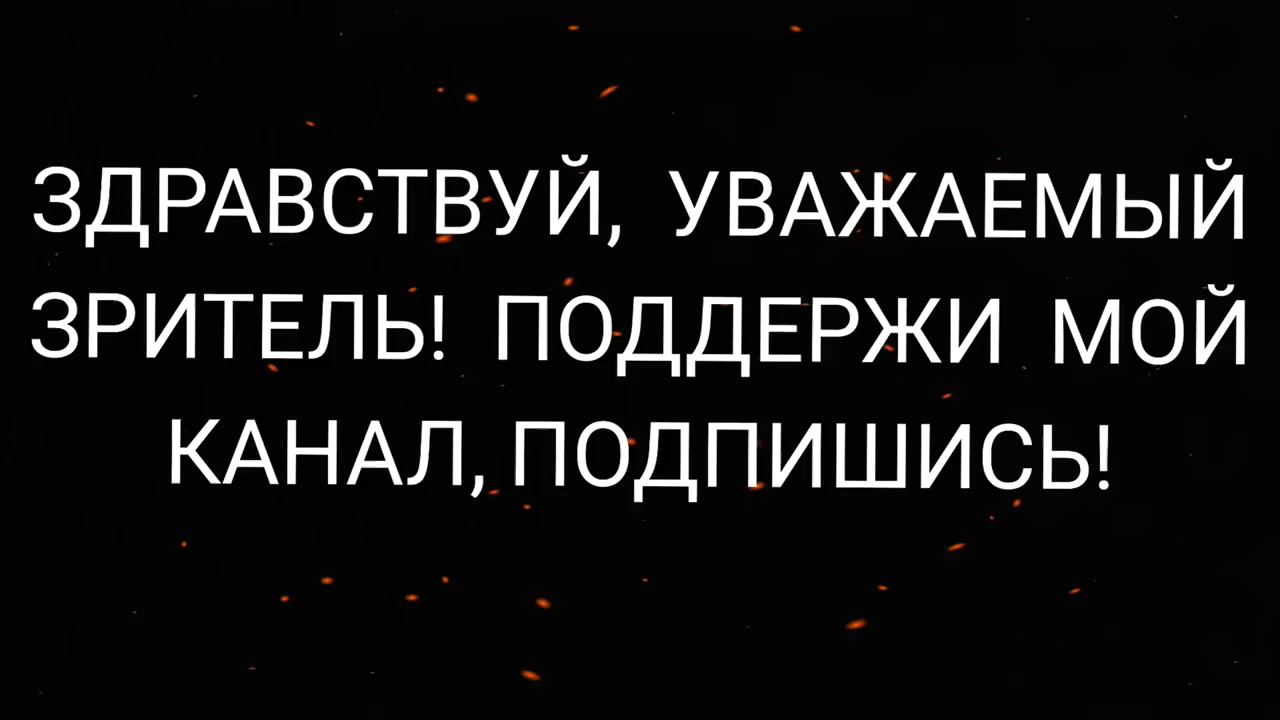 ЗДРАВСТВУЙ, УВАЖАЕМЫЙ
ЗРИТЕЛЬ! ПОДДЕРЖИ МОЙ
КАНАЛ, ПОДПИШИСЬ!